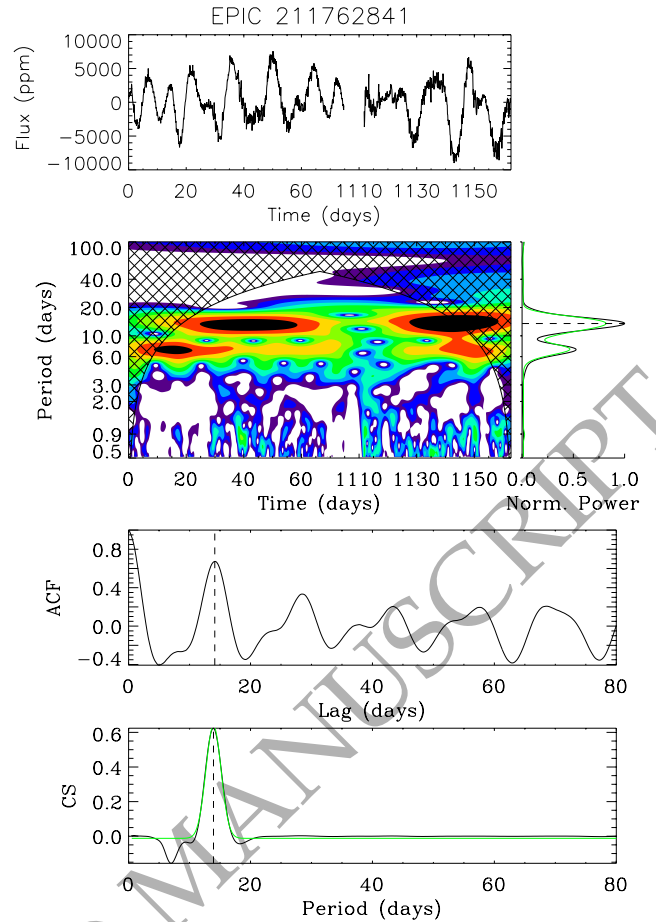 EPIC 211762841
10000
5000
0
−5000
−10000
Flux (ppm)
0 20 40 60 1110 1130 1150
Time (days)
100.0
40.0
20.0
10.0
6.0
3.0
2.0
0.9
0.5
Period (days)
0 20 40 60 1110 1130 1150
Time (days)
0.0 0.5 1.0
Norm. Power
0.8
0.4
0.0
−0.4
ACF
0 20 40 60 80
Lag (days)
0.6
0.4
0.2
0.0
CS
0 20 40 60 80
Period (days)
MANUSCRIPT